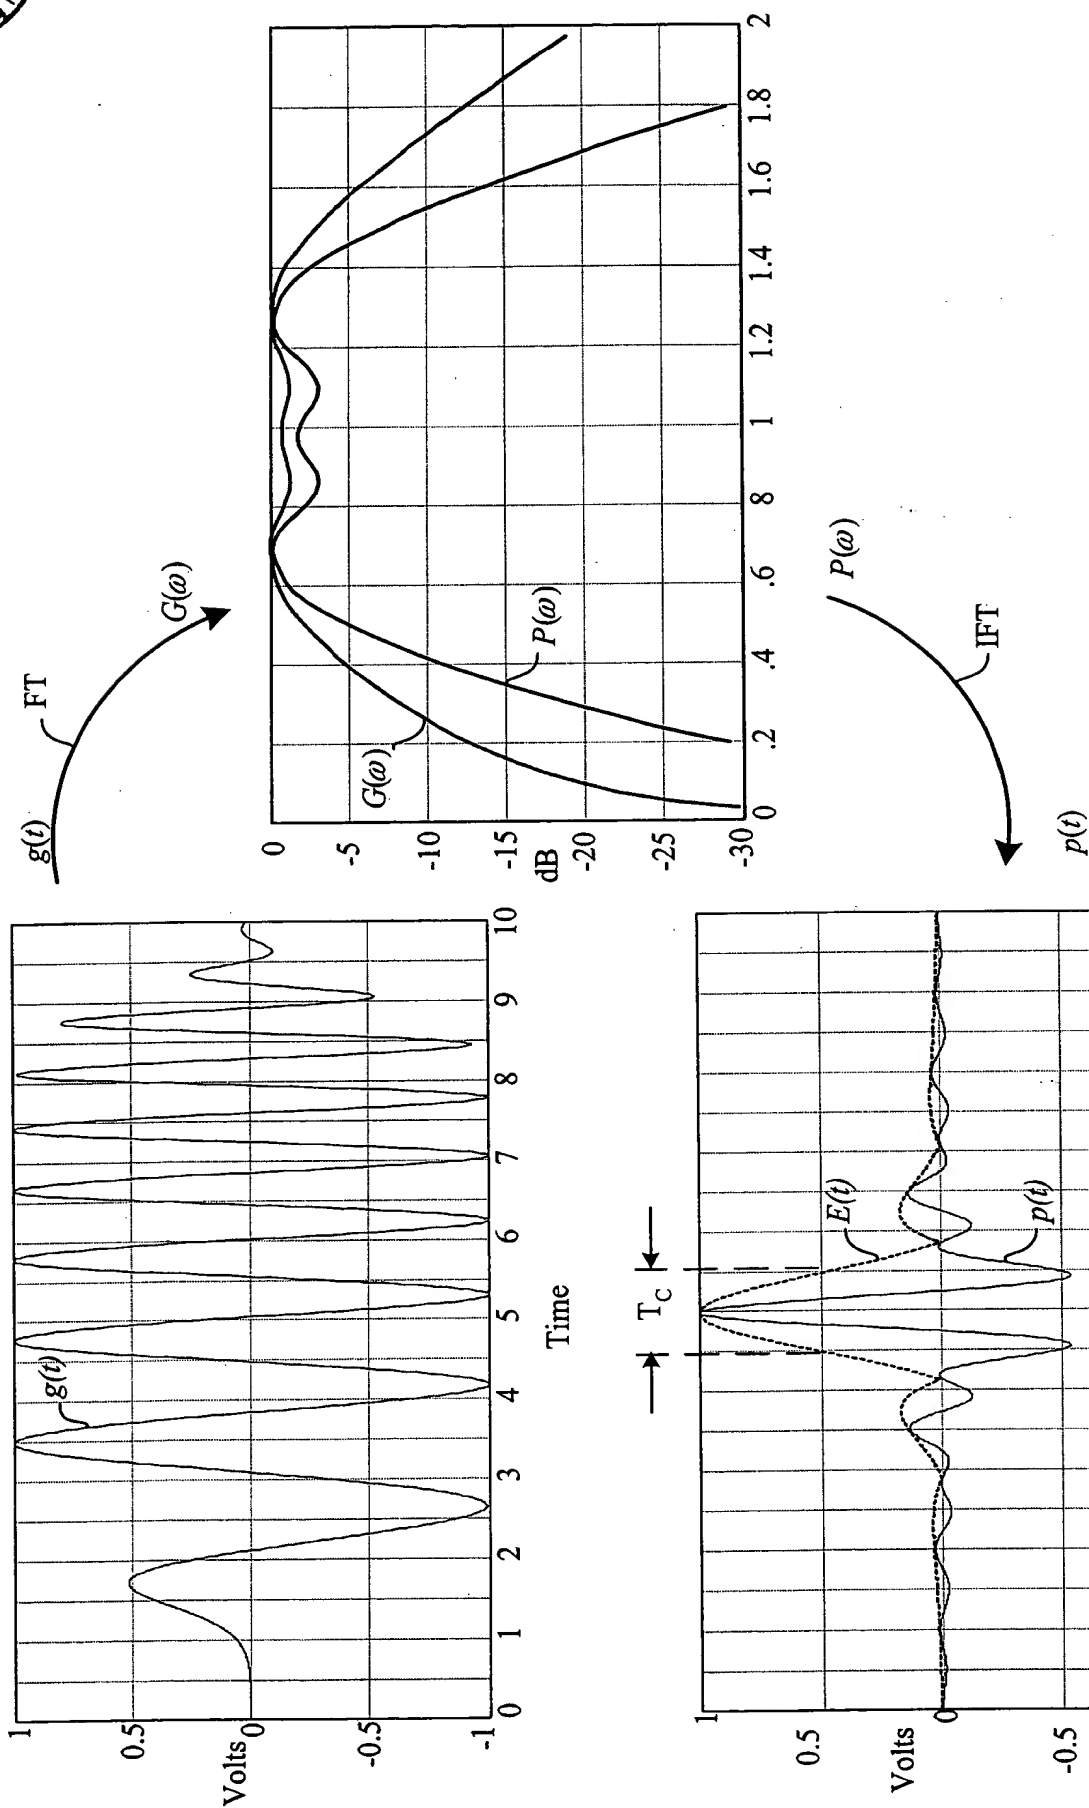 g(t)
FT
G(ω)
1
0.5
Volts
0
-0.5
-1
g(t)
0 1 2 3 4 5 6 7 8 9 10
Time
0
-5
-10
-15
dB
-20
-25
-30
G(ω)
P(ω)
0 .2 .4 .6 .8 1 1.2 1.4 1.6 1.8 2
P(ω)
IFT
p(t)
T_C
1
0.5
Volts
0
-0.5
E(t)
p(t)